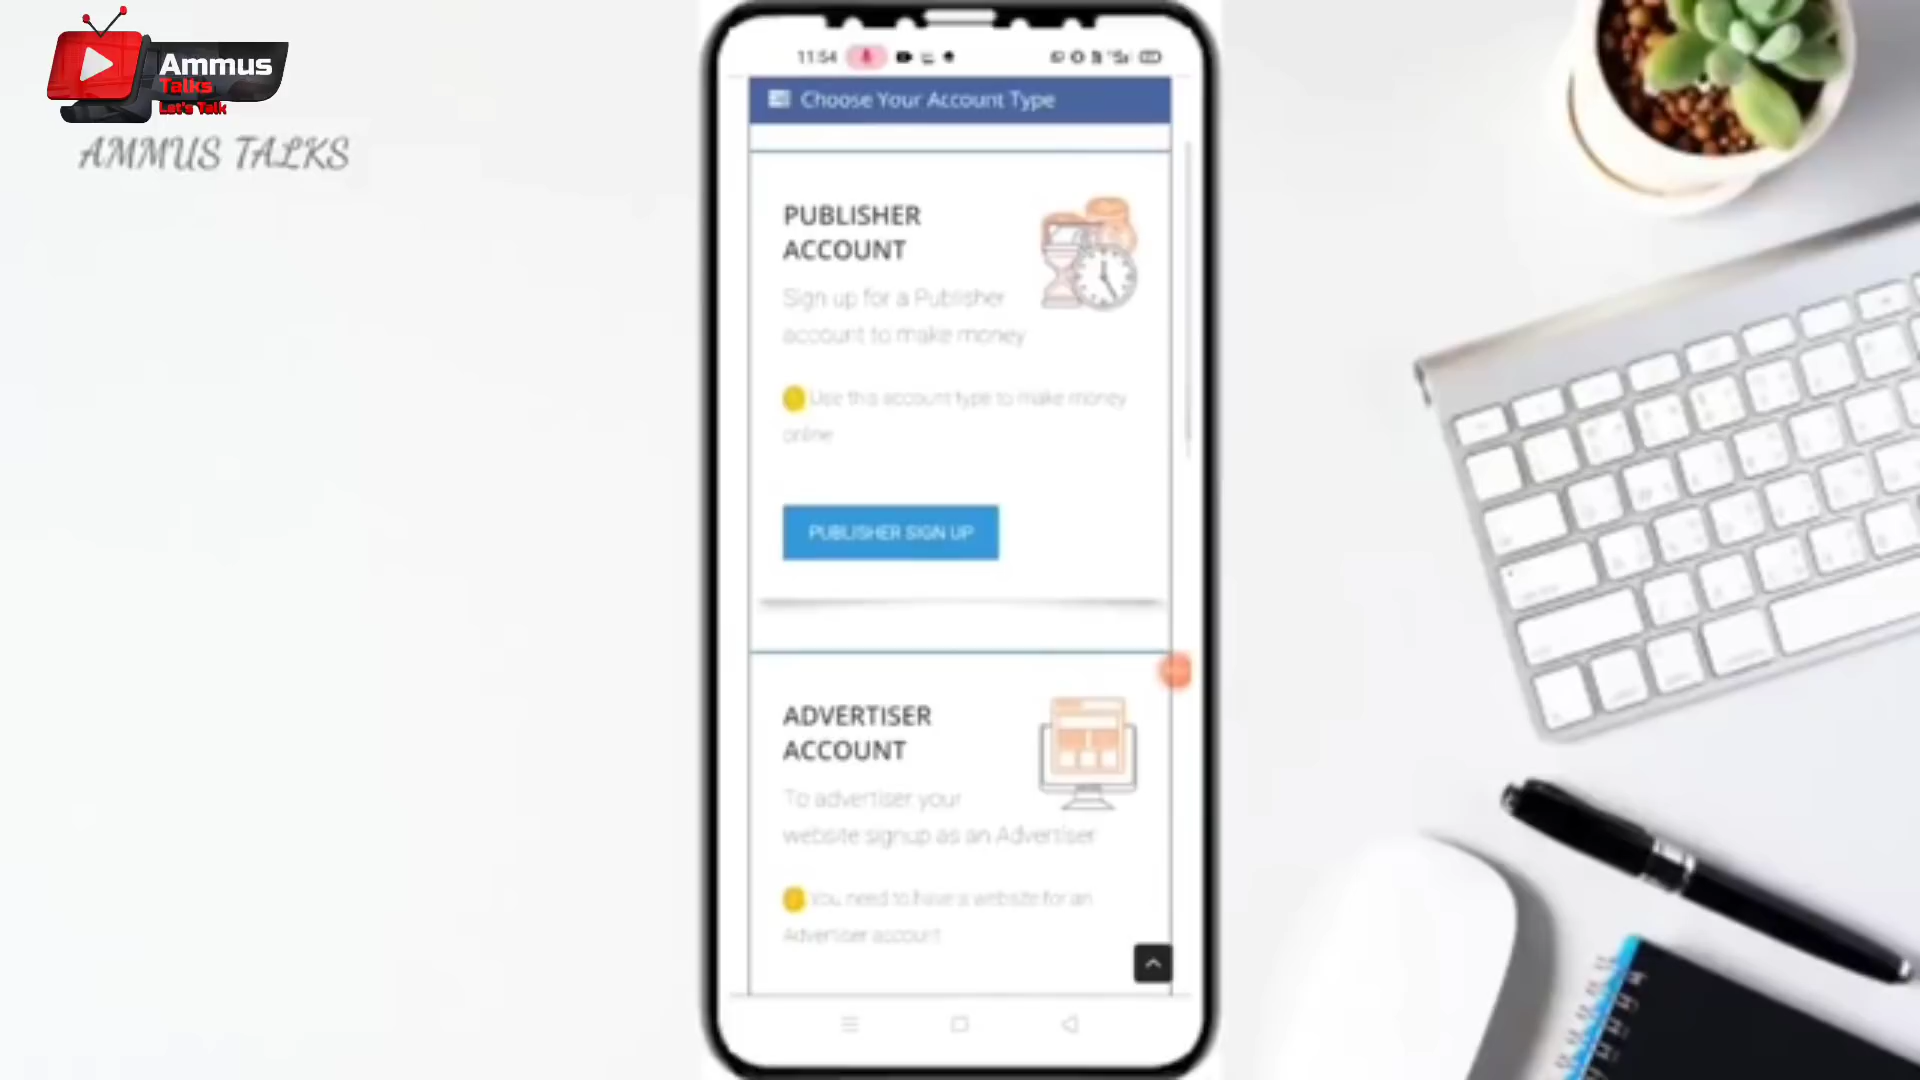 Ammus
Talks
Let's Talk
AMMUS TALKS
11:54
Choose Your Account Type
PUBLISHER
ACCOUNT
Sign up for a Publisher
account to make money
Use this account type to make money
online
PUBLISHER SIGN UP
ADVERTISER
ACCOUNT
To advertiser your
website signup as an Advertiser
You need to have a website for an
Advertiser account